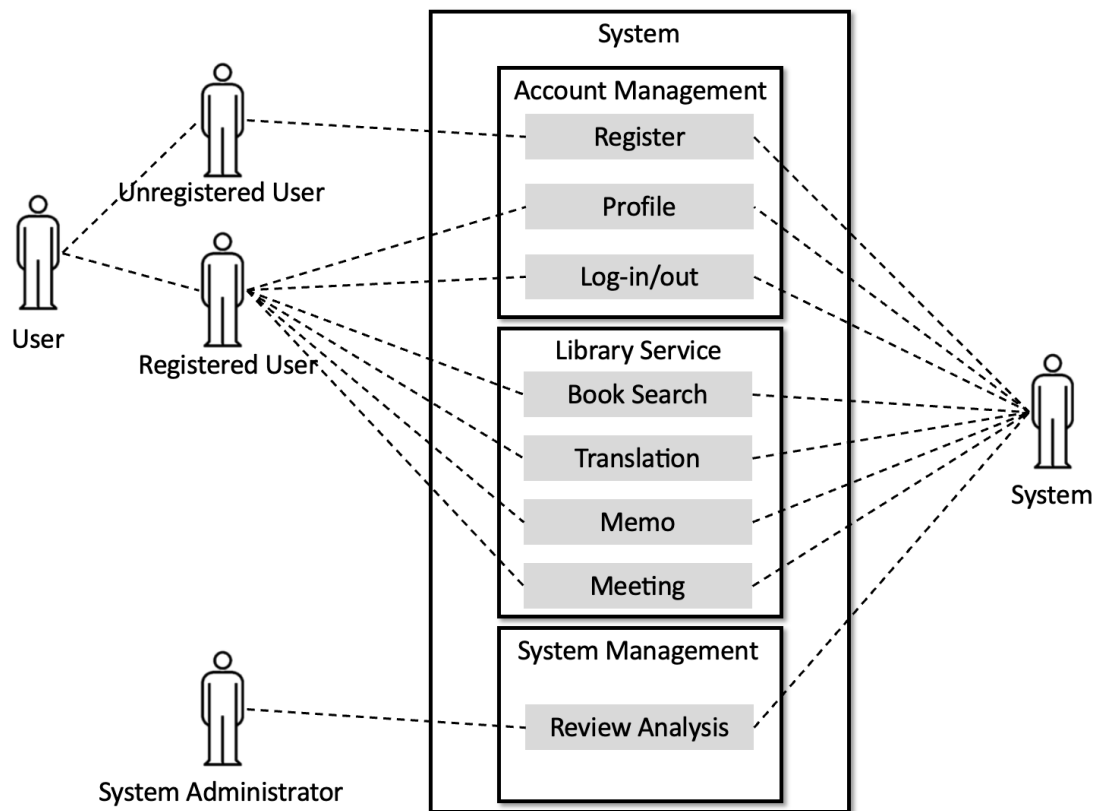 System
Account Management
Register
Unregistered User
Profile
Log-in/out
User
Registered User
Library Service
Book Search
Translation
System
Memo
Meeting
System Management
Review Analysis
System Administrator